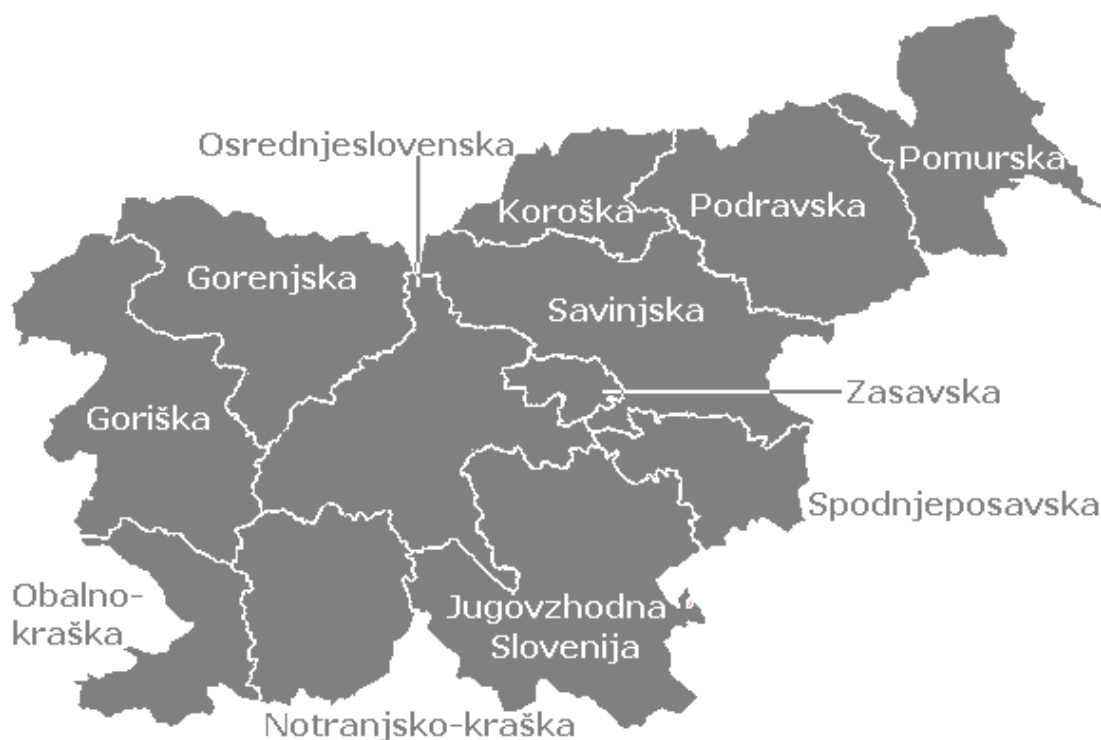 Osrednjeslovenska
Pomurska
Koroška
Podravska
Gorenjska
Savinjska
Zasavska
Goriška
Spodnjeposavska
Obalno-
kraška
Jugovzhodna
Slovenija
Notranjsko-kraška